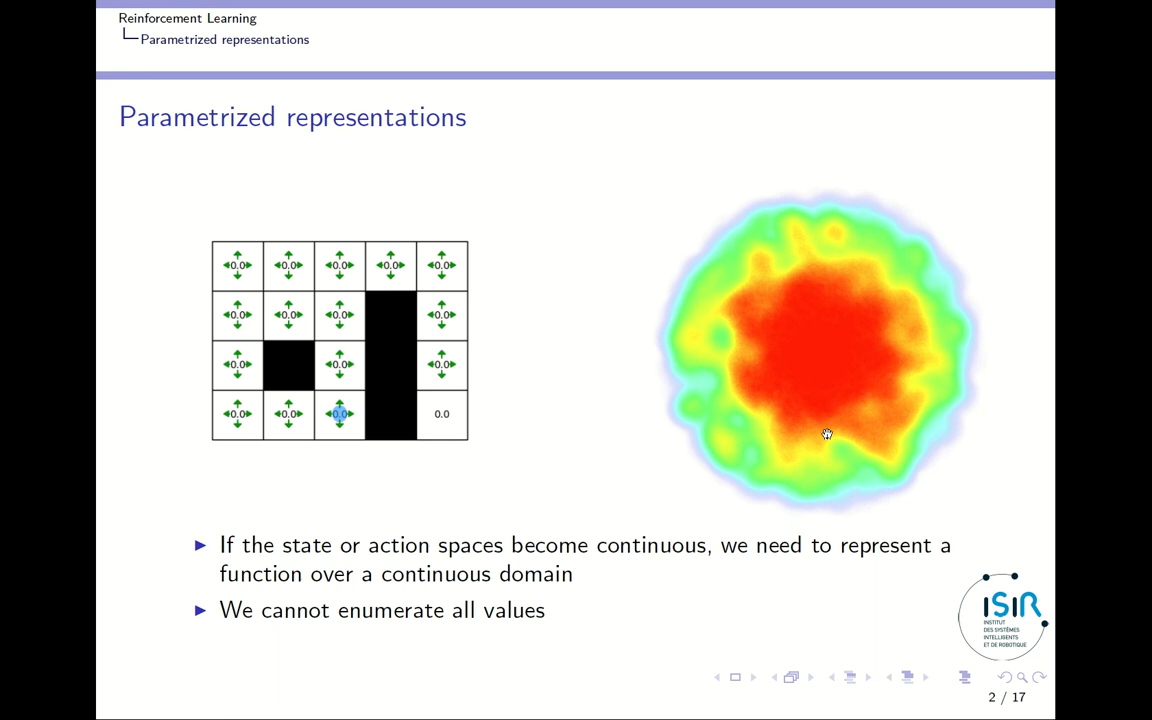 Reinforcement Learning
Parametrized representations
Parametrized representations
0.0 0.0 0.0 0.0 0.0
0.0 0.0 0.0 0.0
0.0 0.0 0.0
0.0 0.0 0.0 0.0
If the state or action spaces become continuous, we need to represent a
function over a continuous domain
We cannot enumerate all values
ISIR
INSTITUT
DES SYSTÈMES
INTELLIGENTS
ET DE ROBOTIQUE
2 / 17